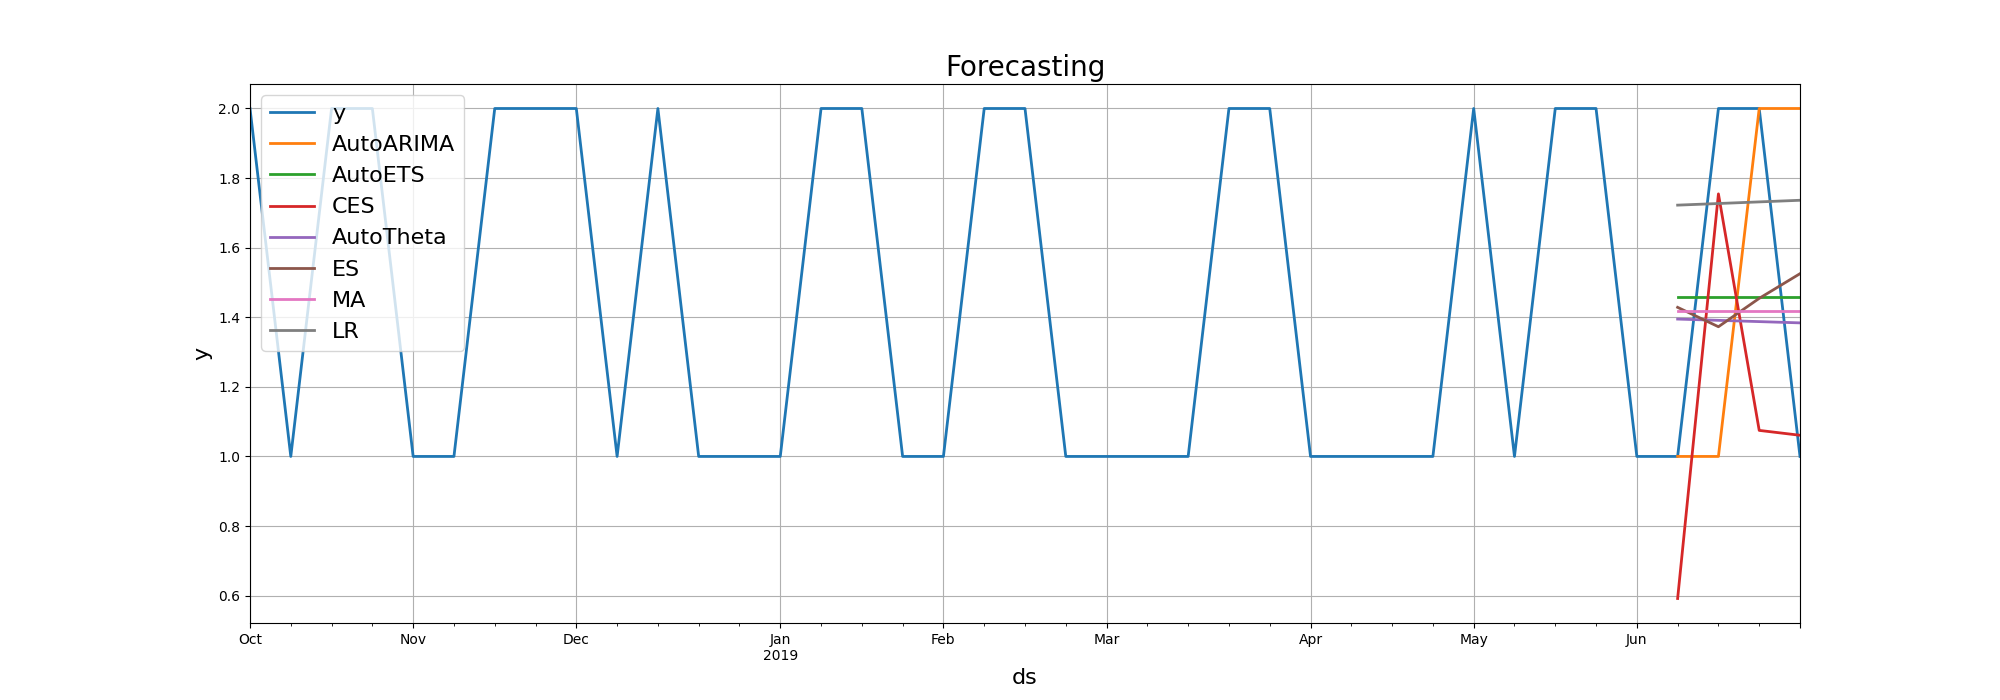 Forecasting
y
AutoARIMA
AutoETS
CES
AutoTheta
ES
MA
LR
y
2.0
1.8
1.6
1.4
1.2
1.0
0.8
0.6
Oct Nov Dec Jan Feb Mar Apr May Jun
2019
ds